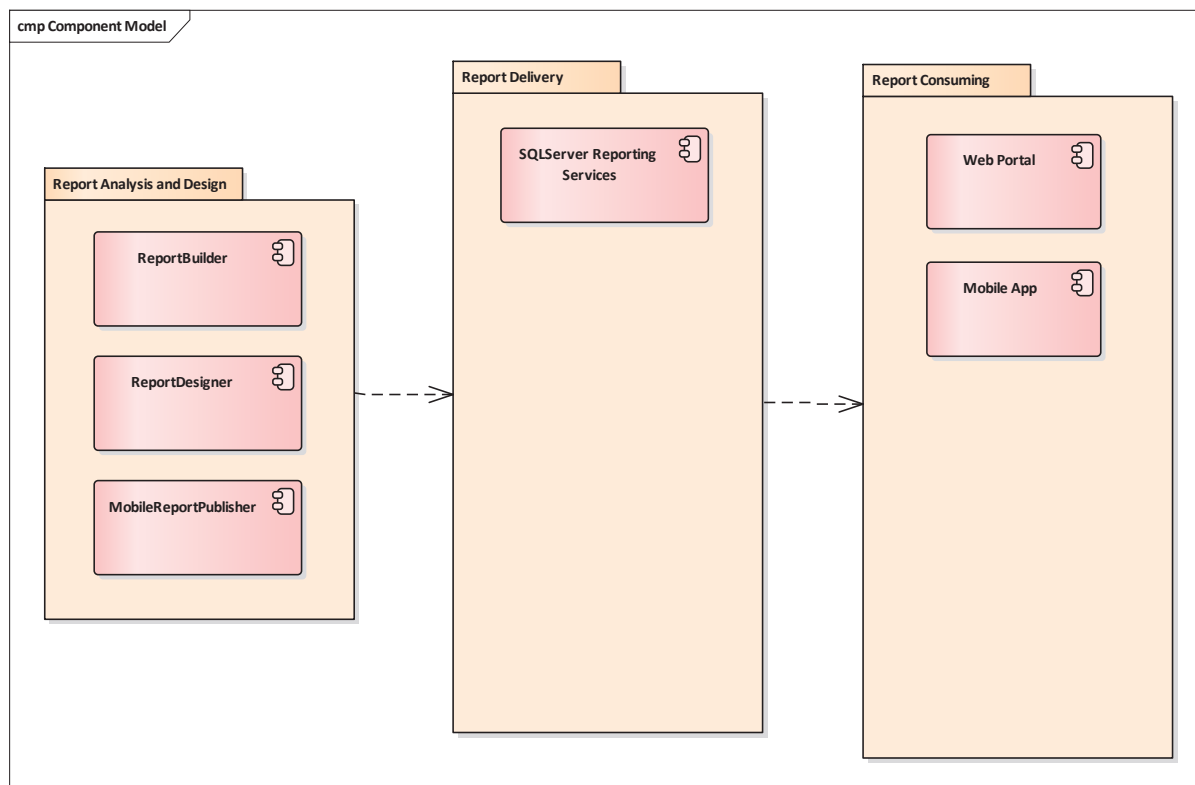 cmp Component Model
Report Analysis and Design
ReportBuilder
ReportDesigner
MobileReportPublisher
Report Delivery
SQLServer Reporting
Services
Report Consuming
Web Portal
Mobile App